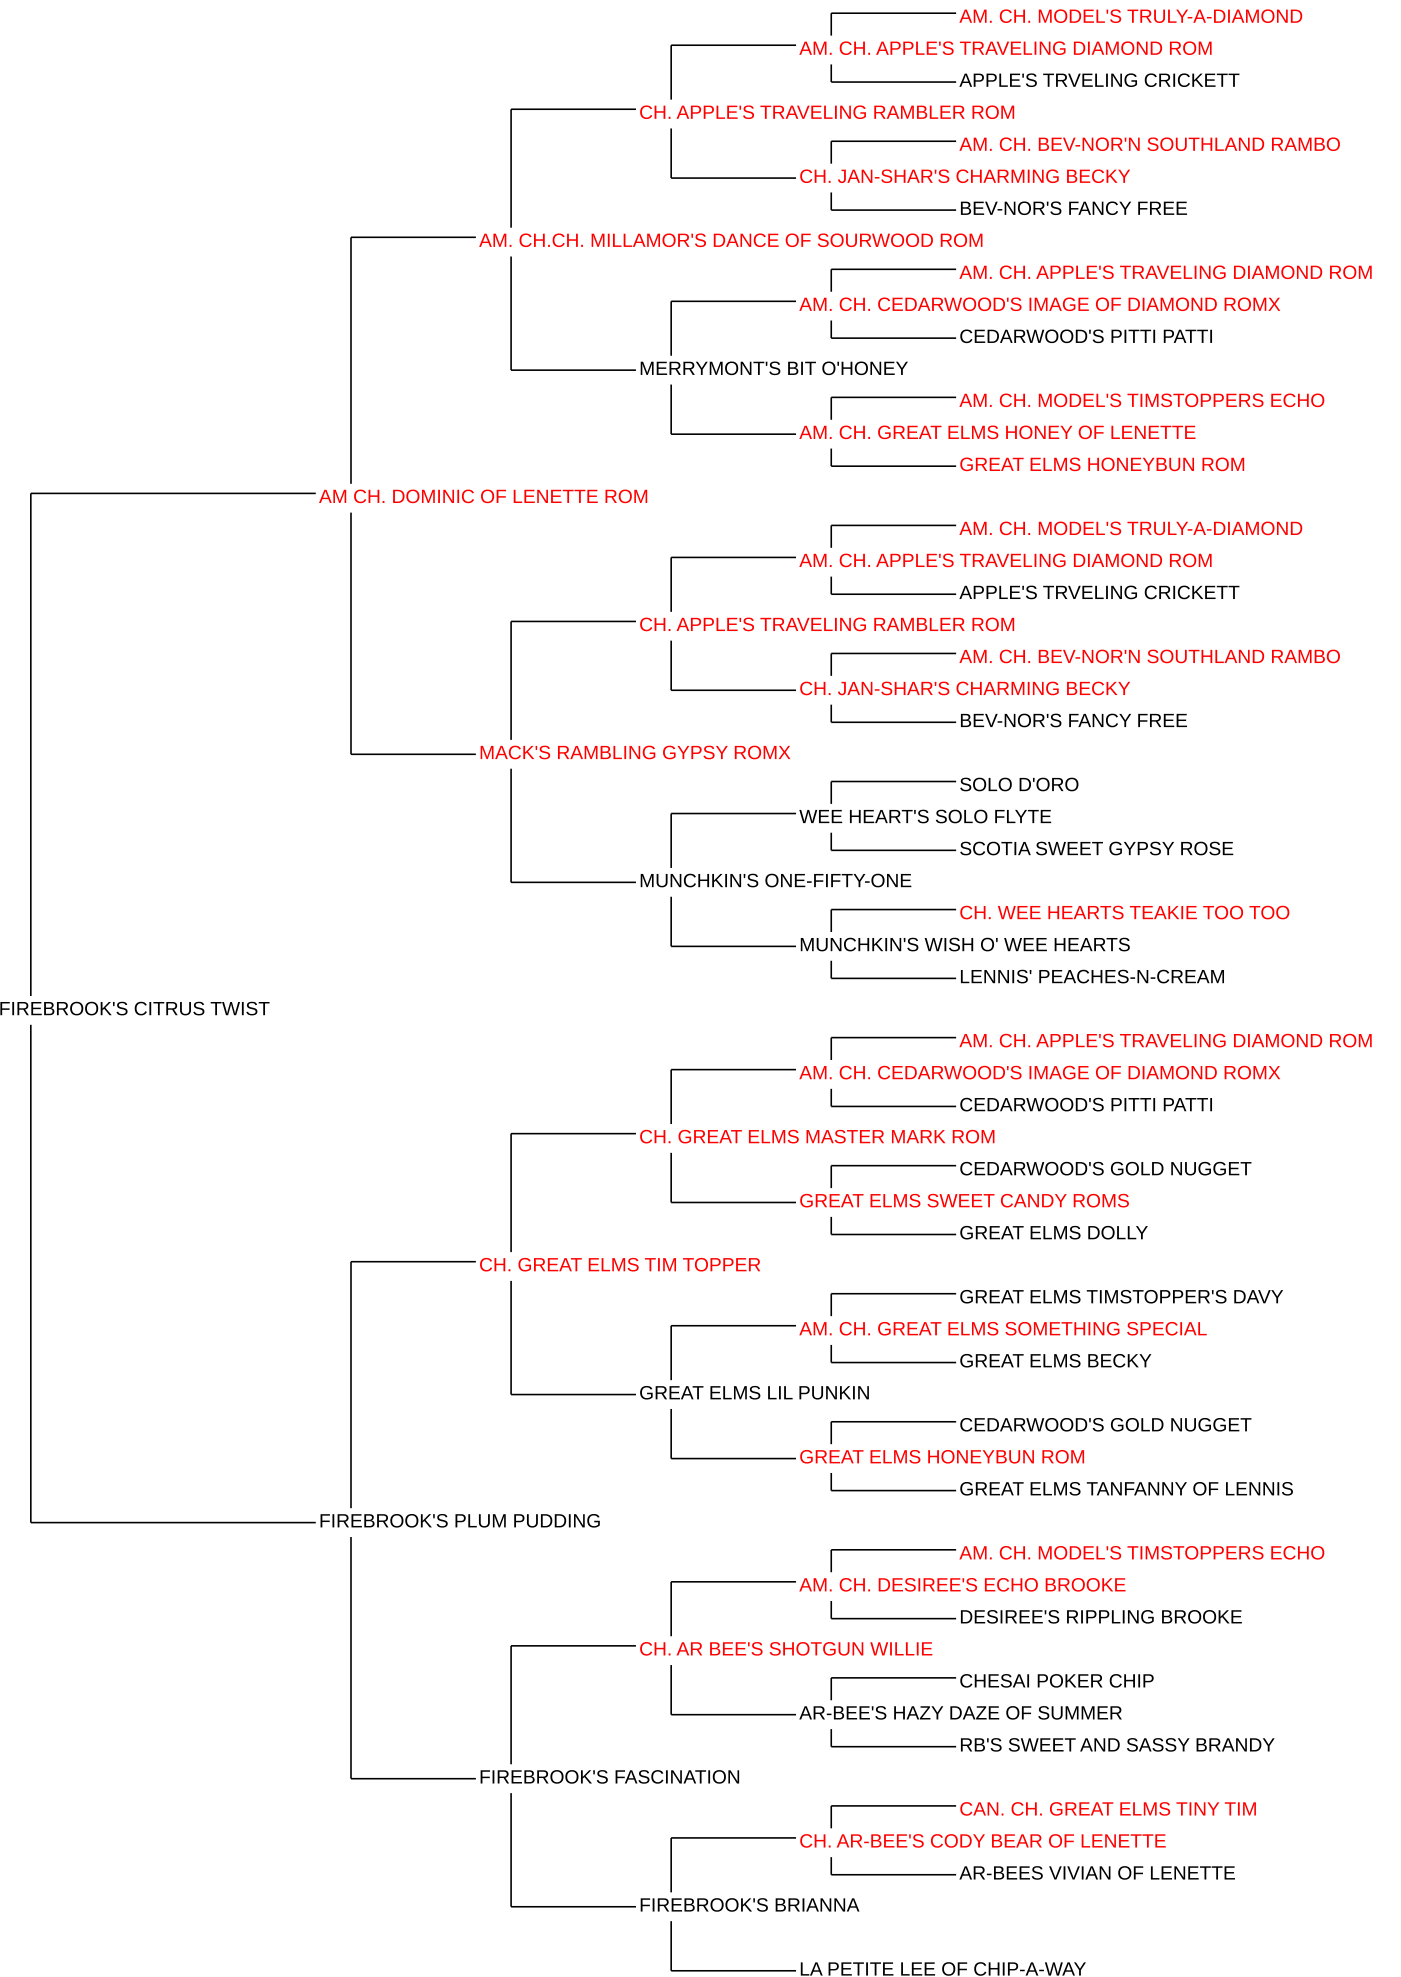 AM. CH. MODEL'S TRULY-A-DIAMOND
AM. CH. APPLE'S TRAVELING DIAMOND ROM
APPLE'S TRVELING CRICKETT
CH. APPLE'S TRAVELING RAMBLER ROM
AM. CH. BEV-NOR'N SOUTHLAND RAMBO
CH. JAN-SHAR'S CHARMING BECKY
BEV-NOR'S FANCY FREE
AM. CH.CH. MILLAMOR'S DANCE OF SOURWOOD ROM
AM. CH. APPLE'S TRAVELING DIAMOND ROM
AM. CH. CEDARWOOD'S IMAGE OF DIAMOND ROMX
CEDARWOOD'S PITTI PATTI
MERRYMONT'S BIT O'HONEY
AM. CH. MODEL'S TIMSTOPPERS ECHO
AM. CH. GREAT ELMS HONEY OF LENETTE
GREAT ELMS HONEYBUN ROM
AM CH. DOMINIC OF LENETTE ROM
AM. CH. MODEL'S TRULY-A-DIAMOND
AM. CH. APPLE'S TRAVELING DIAMOND ROM
APPLE'S TRVELING CRICKETT
CH. APPLE'S TRAVELING RAMBLER ROM
AM. CH. BEV-NOR'N SOUTHLAND RAMBO
CH. JAN-SHAR'S CHARMING BECKY
BEV-NOR'S FANCY FREE
MACK'S RAMBLING GYPSY ROMX
SOLO D'ORO
WEE HEART'S SOLO FLYTE
SCOTIA SWEET GYPSY ROSE
MUNCHKIN'S ONE-FIFTY-ONE
CH. WEE HEARTS TEAKIE TOO TOO
MUNCHKIN'S WISH O' WEE HEARTS
LENNIS' PEACHES-N-CREAM
FIREBROOK'S CITRUS TWIST
AM. CH. APPLE'S TRAVELING DIAMOND ROM
AM. CH. CEDARWOOD'S IMAGE OF DIAMOND ROMX
CEDARWOOD'S PITTI PATTI
CH. GREAT ELMS MASTER MARK ROM
CEDARWOOD'S GOLD NUGGET
GREAT ELMS SWEET CANDY ROMS
GREAT ELMS DOLLY
CH. GREAT ELMS TIM TOPPER
GREAT ELMS TIMSTOPPER'S DAVY
AM. CH. GREAT ELMS SOMETHING SPECIAL
GREAT ELMS BECKY
GREAT ELMS LIL PUNKIN
CEDARWOOD'S GOLD NUGGET
GREAT ELMS HONEYBUN ROM
GREAT ELMS TANFANNY OF LENNIS
FIREBROOK'S PLUM PUDDING
AM. CH. MODEL'S TIMSTOPPERS ECHO
AM. CH. DESIREE'S ECHO BROOKE
DESIREE'S RIPPLING BROOKE
CH. AR BEE'S SHOTGUN WILLIE
CHESAI POKER CHIP
AR-BEE'S HAZY DAZE OF SUMMER
RB'S SWEET AND SASSY BRANDY
FIREBROOK'S FASCINATION
CAN. CH. GREAT ELMS TINY TIM
CH. AR-BEE'S CODY BEAR OF LENETTE
AR-BEES VIVIAN OF LENETTE
FIREBROOK'S BRIANNA
LA PETITE LEE OF CHIP-A-WAY